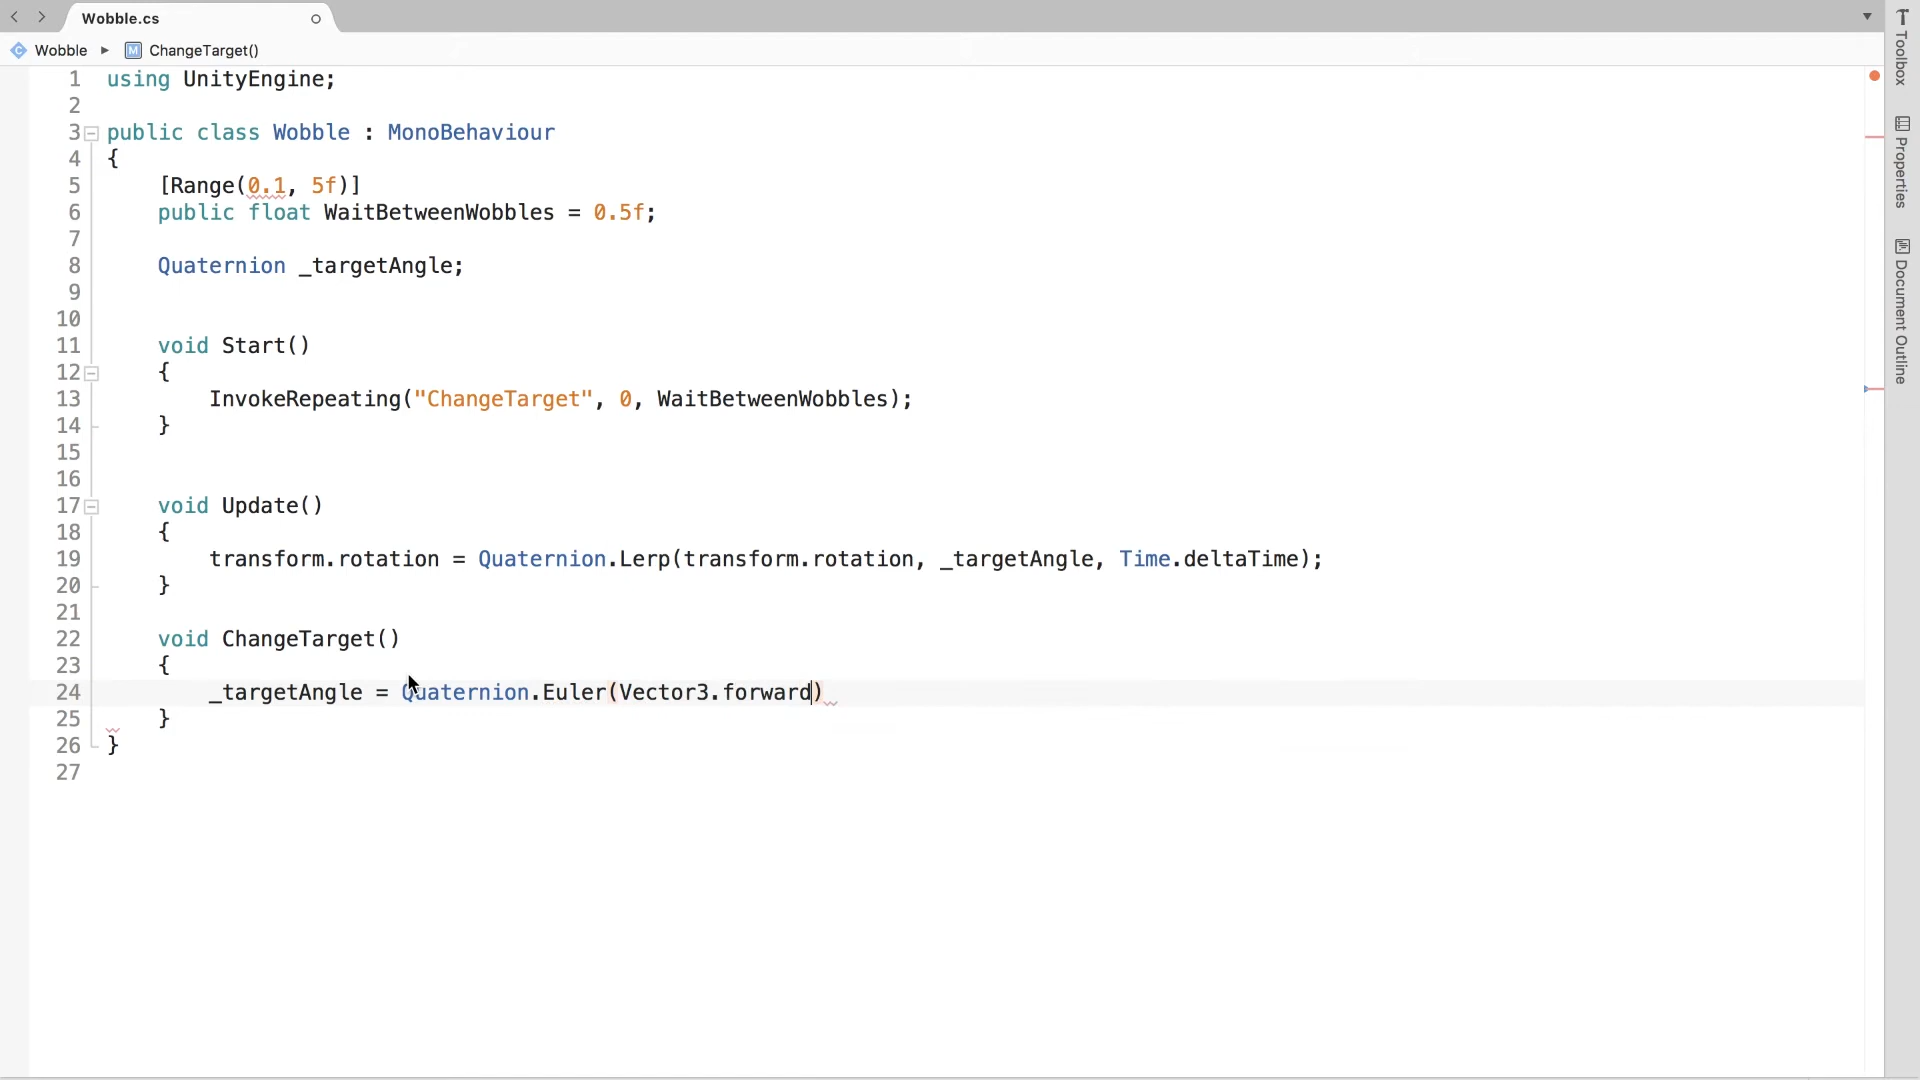 Wobble.cs
Wobble ▸ M ChangeTarget()
1 using UnityEngine;
2
3 public class Wobble : MonoBehaviour
4 {
5 [Range(0.1, 5f)]
6 public float WaitBetweenWobbles = 0.5f;
7
8 Quaternion _targetAngle;
9
10
11 void Start()
12 {
13 InvokeRepeating("ChangeTarget", 0, WaitBetweenWobbles);
14 }
15
16
17 void Update()
18 {
19 transform.rotation = Quaternion.Lerp(transform.rotation, _targetAngle, Time.deltaTime);
20 }
21
22 void ChangeTarget()
23 {
24 _targetAngle = Quaternion.Euler(Vector3.forward)
25 }
26 }
27
Toolbox
Properties
Document Outline